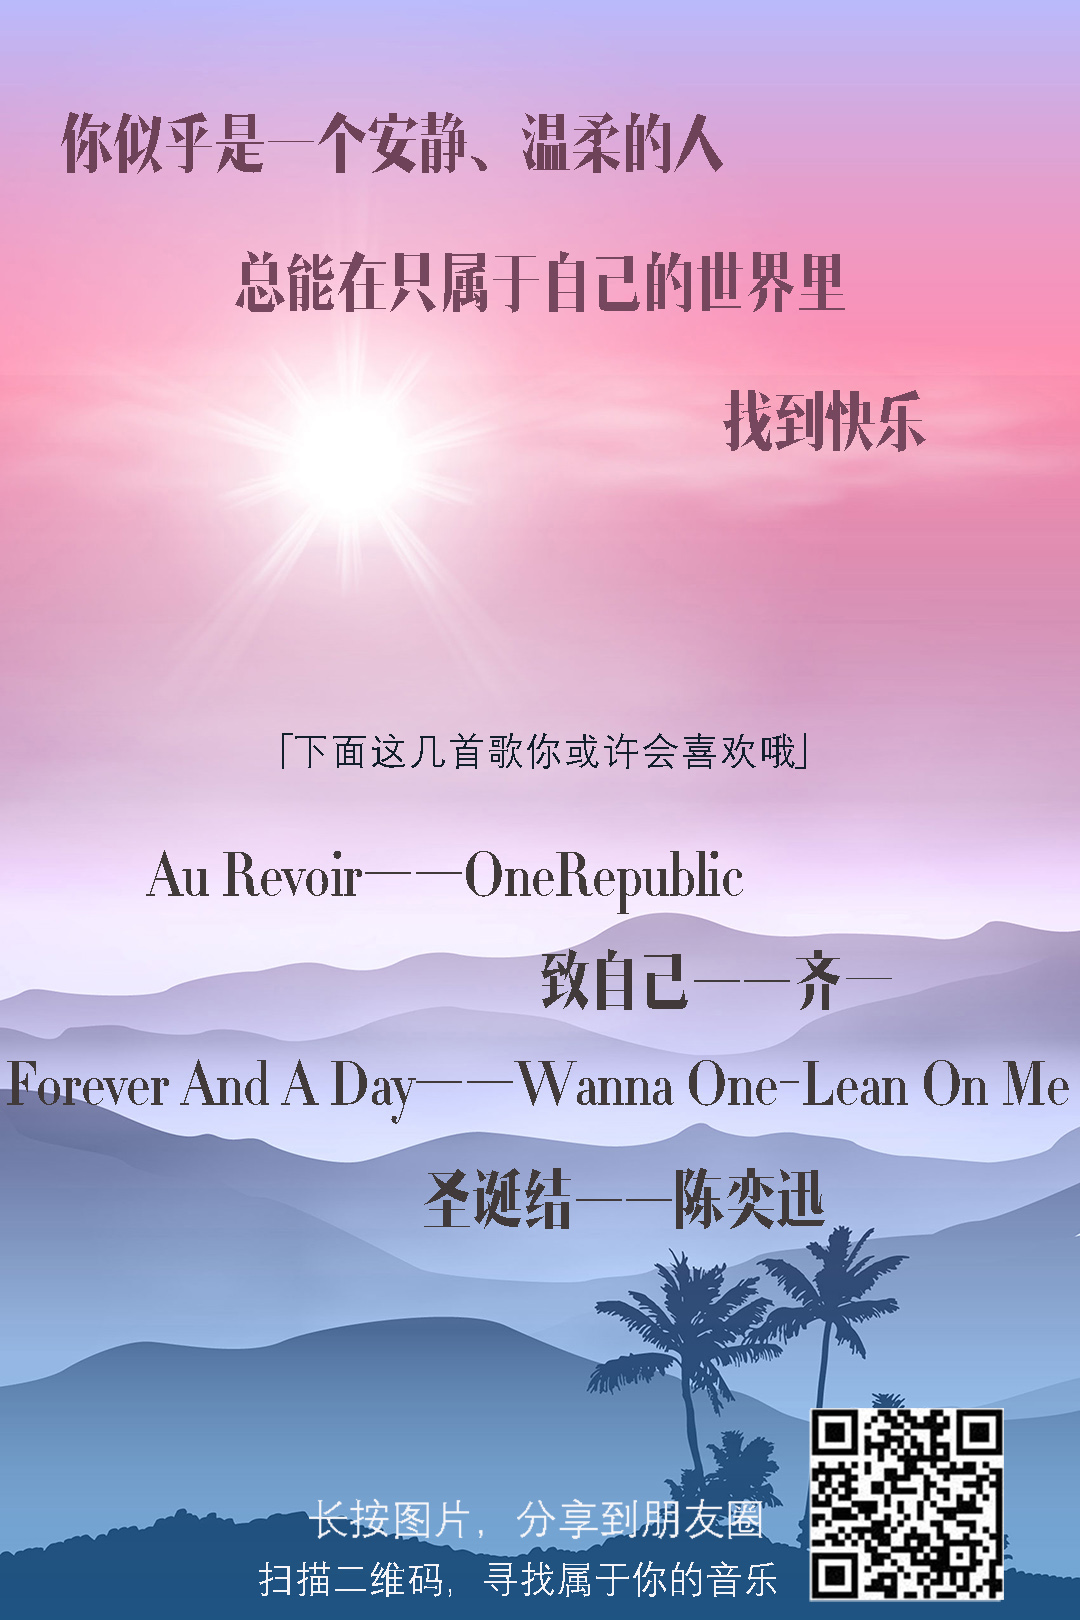 你似乎是一个安静、温柔的人
总能在只属于自己的世界里
找到快乐
「下面这几首歌你或许会喜欢哦」
Au Revoir——OneRepublic
致自己——齐一
Forever And A Day——Wanna One-Lean On Me
圣诞结——陈奕迅
长按图片，分享到朋友圈
扫描二维码，寻找属于你的音乐